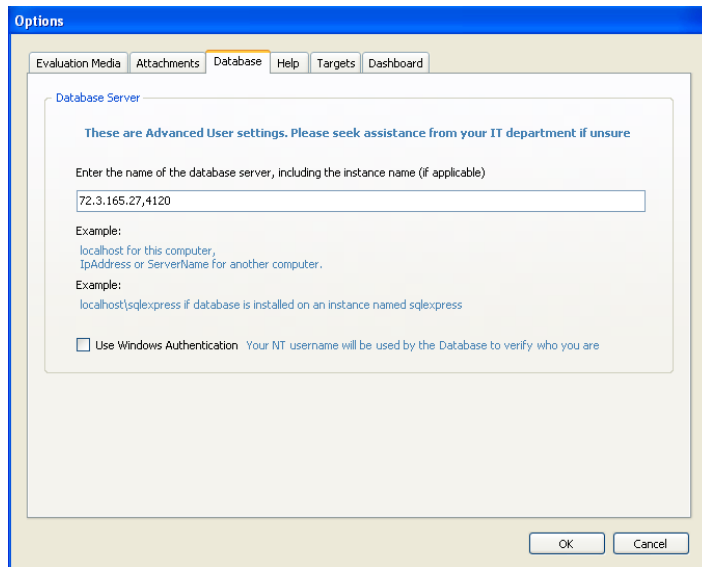 Options
Evaluation Media Attachments Database Help Targets Dashboard
Database Server
These are Advanced User settings. Please seek assistance from your IT department if unsure
Enter the name of the database server, including the instance name (if applicable)
72.3.165.27,4120
Example:
localhost for this computer,
IpAddress or ServerName for another computer.
Example:
localhost\sqlexpress if database is installed on an instance named sqlexpress
Use Windows Authentication Your NT username will be used by the Database to verify who you are
OK Cancel